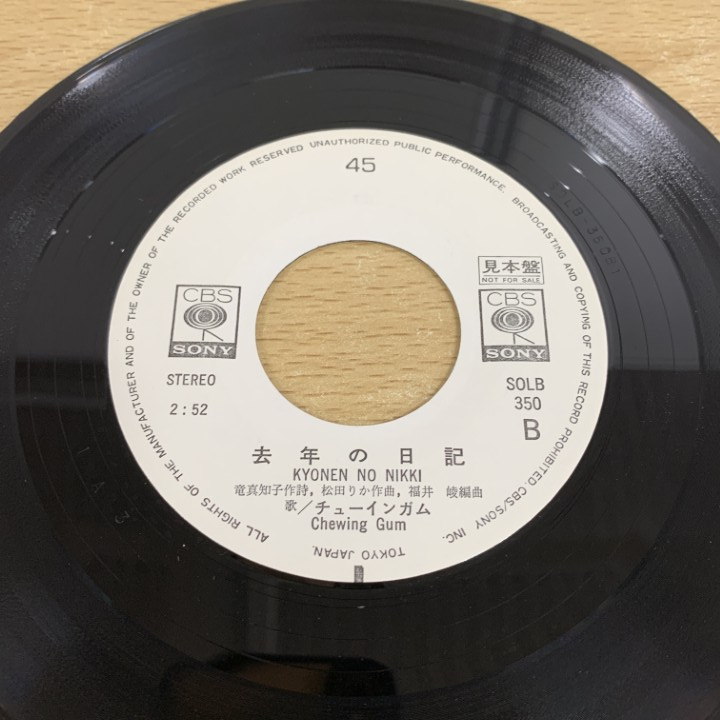 ALL RIGHTS OF THE MANUFACTURER AND OF THE OWNER OF THE RECORDED WORK RESERVED UNAUTHORIZED PUBLIC PERFORMANCE, BROADCASTING AND COPYING OF THIS RECORD PROHIBITED CBS/SONY INC.
TOKYO JAPAN.
45
見本盤
NOT FOR SALE
CBS
SONY
CBS
SONY
STEREO
SOLB
2:52
350
B
去年の日記
KYONEN NO NIKKI
竜真知子作詩, 松田りか作曲, 福井 崚編曲
歌/チューインガム
Chewing Gum